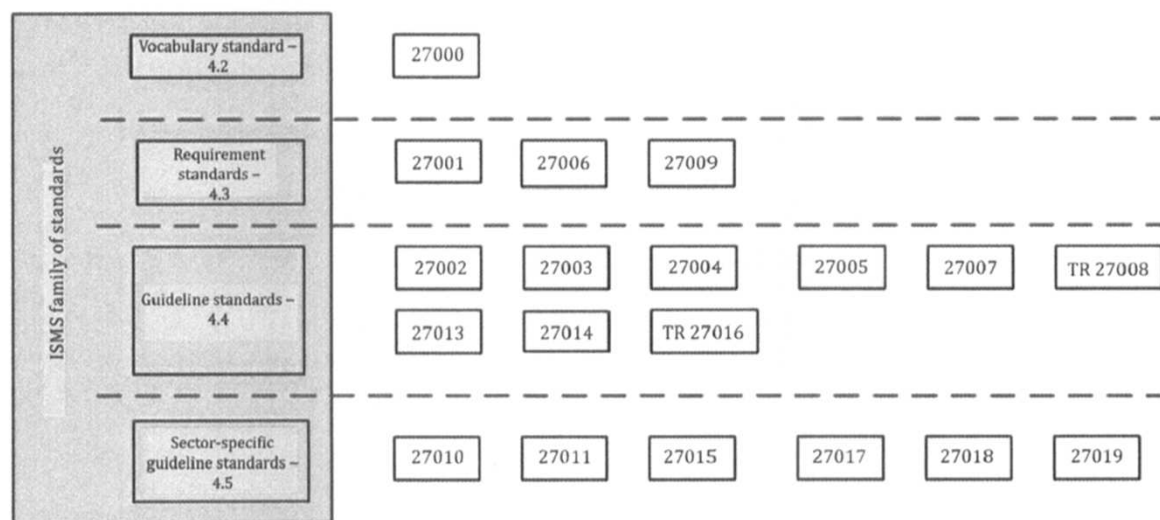 ISMS family of standards
Vocabulary standard –
4.2
27000
Requirement
standards –
4.3
27001 27006 27009
Guideline standards –
4.4
27002 27003 27004 27005 27007 TR 27008
27013 27014 TR 27016
Sector-specific
guideline standards –
4.5
27010 27011 27015 27017 27018 27019